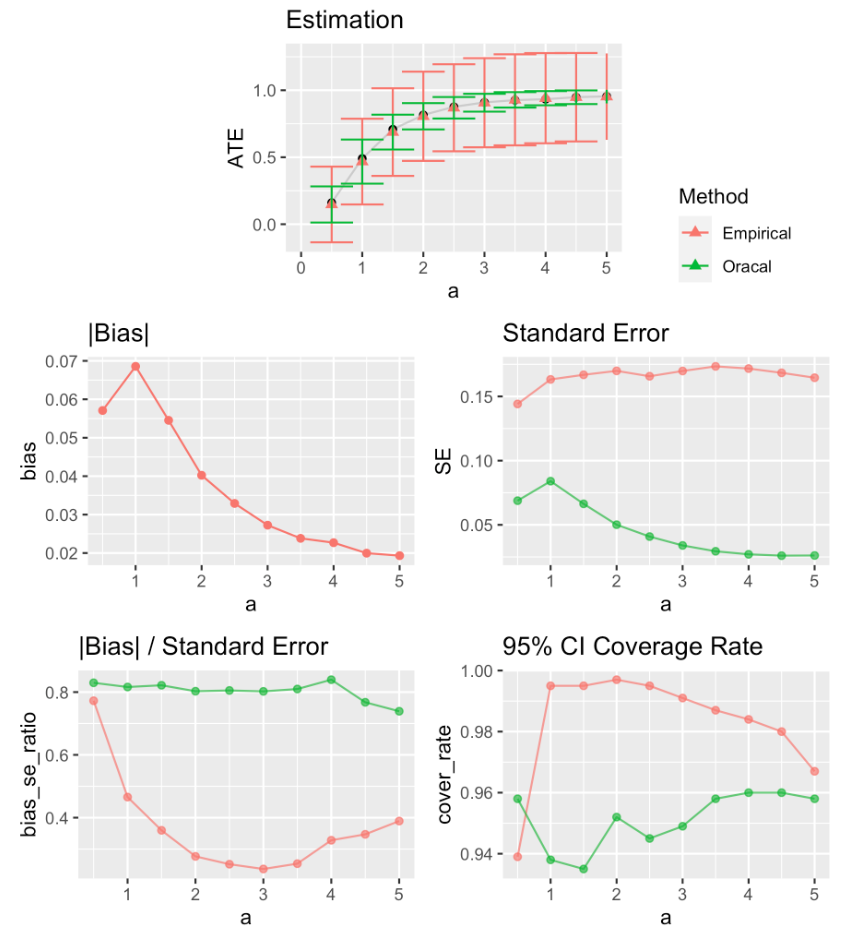 Estimation
ATE
1.0
0.5
0.0
0 1 2 3 4 5
a
Method
Empirical
Oracal
|Bias|
bias
0.07
0.06
0.05
0.04
0.03
0.02
1 2 3 4 5
a
Standard Error
SE
0.15
0.10
0.05
1 2 3 4 5
a
|Bias| / Standard Error
bias_se_ratio
0.8
0.6
0.4
1 2 3 4 5
a
95% CI Coverage Rate
cover_rate
1.00
0.98
0.96
0.94
1 2 3 4 5
a